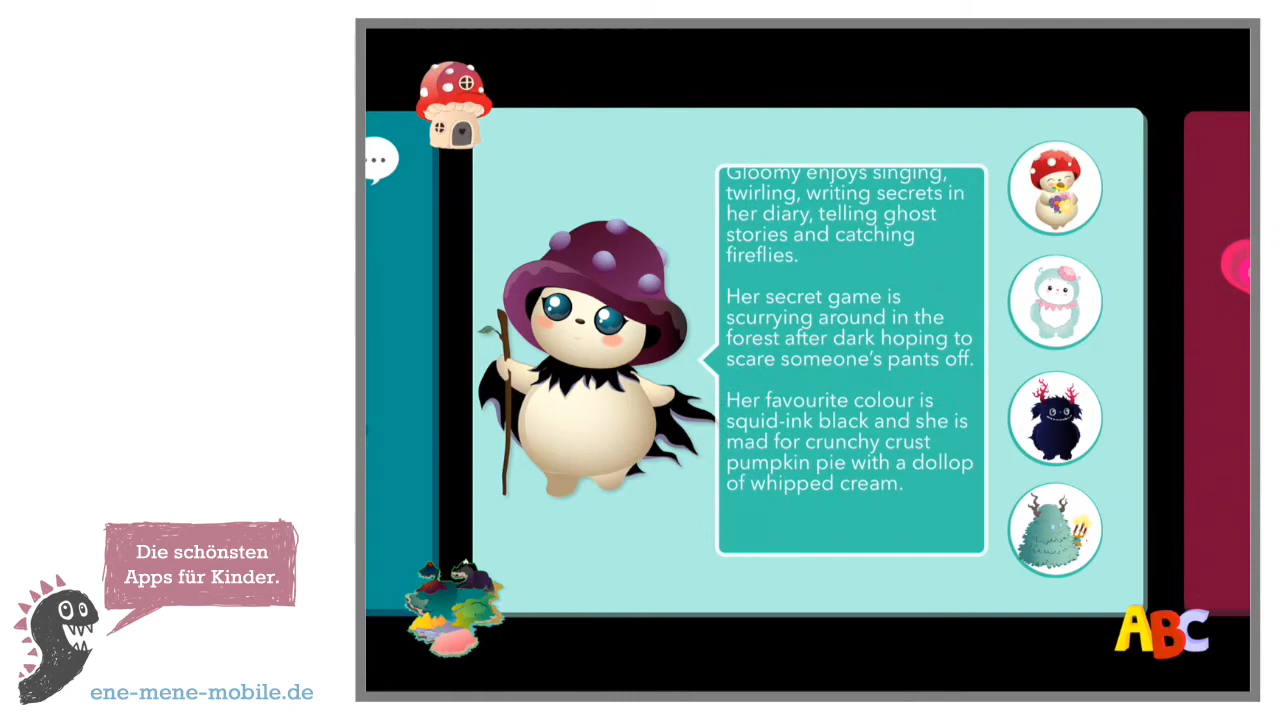 Gloomy enjoys singing,
twirling, writing secrets in
her diary, telling ghost
stories and catching
fireflies.
Her secret game is
scurrying around in the
forest after dark hoping to
scare someone's pants off.
Her favourite colour is
squid-ink black and she is
mad for crunchy crust
pumpkin pie with a dollop
of whipped cream.
ABC
Die schönsten
Apps für Kinder.
ene-mene-mobile.de